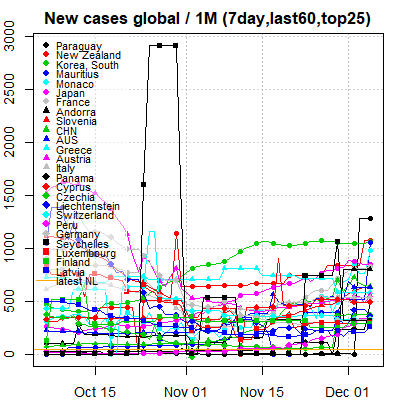 New cases global / 1M (7day,last60,top25)
3000
2500
2000
1500
1000
500
0
Paraguay
New Zealand
Korea, South
Mauritius
Monaco
Japan
France
Andorra
Slovenia
CHN
AUS
Greece
Austria
Italy
Panama
Cyprus
Czechia
Liechtenstein
Switzerland
Peru
Germany
Seychelles
Luxembourg
Finland
Latvia
latest NL
Oct 15
Nov 01
Nov 15
Dec 01